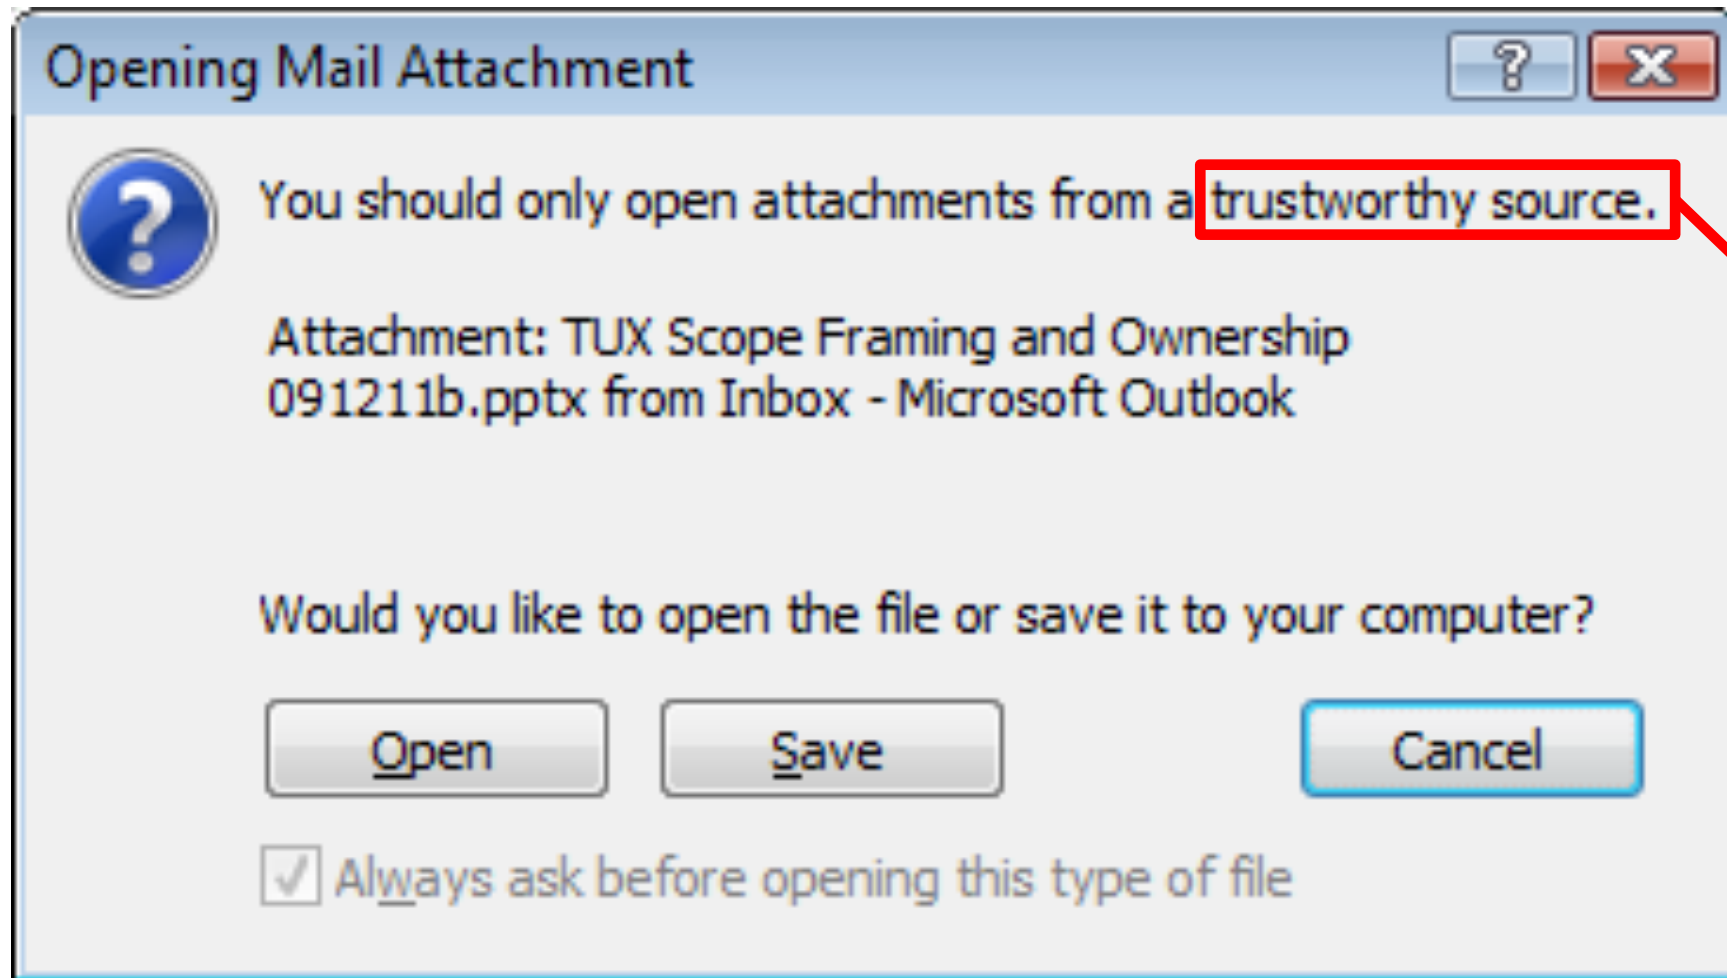 Opening Mail Attachment
You should only open attachments from a trustworthy source.
Attachment: TUX Scope Framing and Ownership
091211b.pptx from Inbox - Microsoft Outlook
Would you like to open the file or save it to your computer?
Open Save Cancel
Always ask before opening this type of file